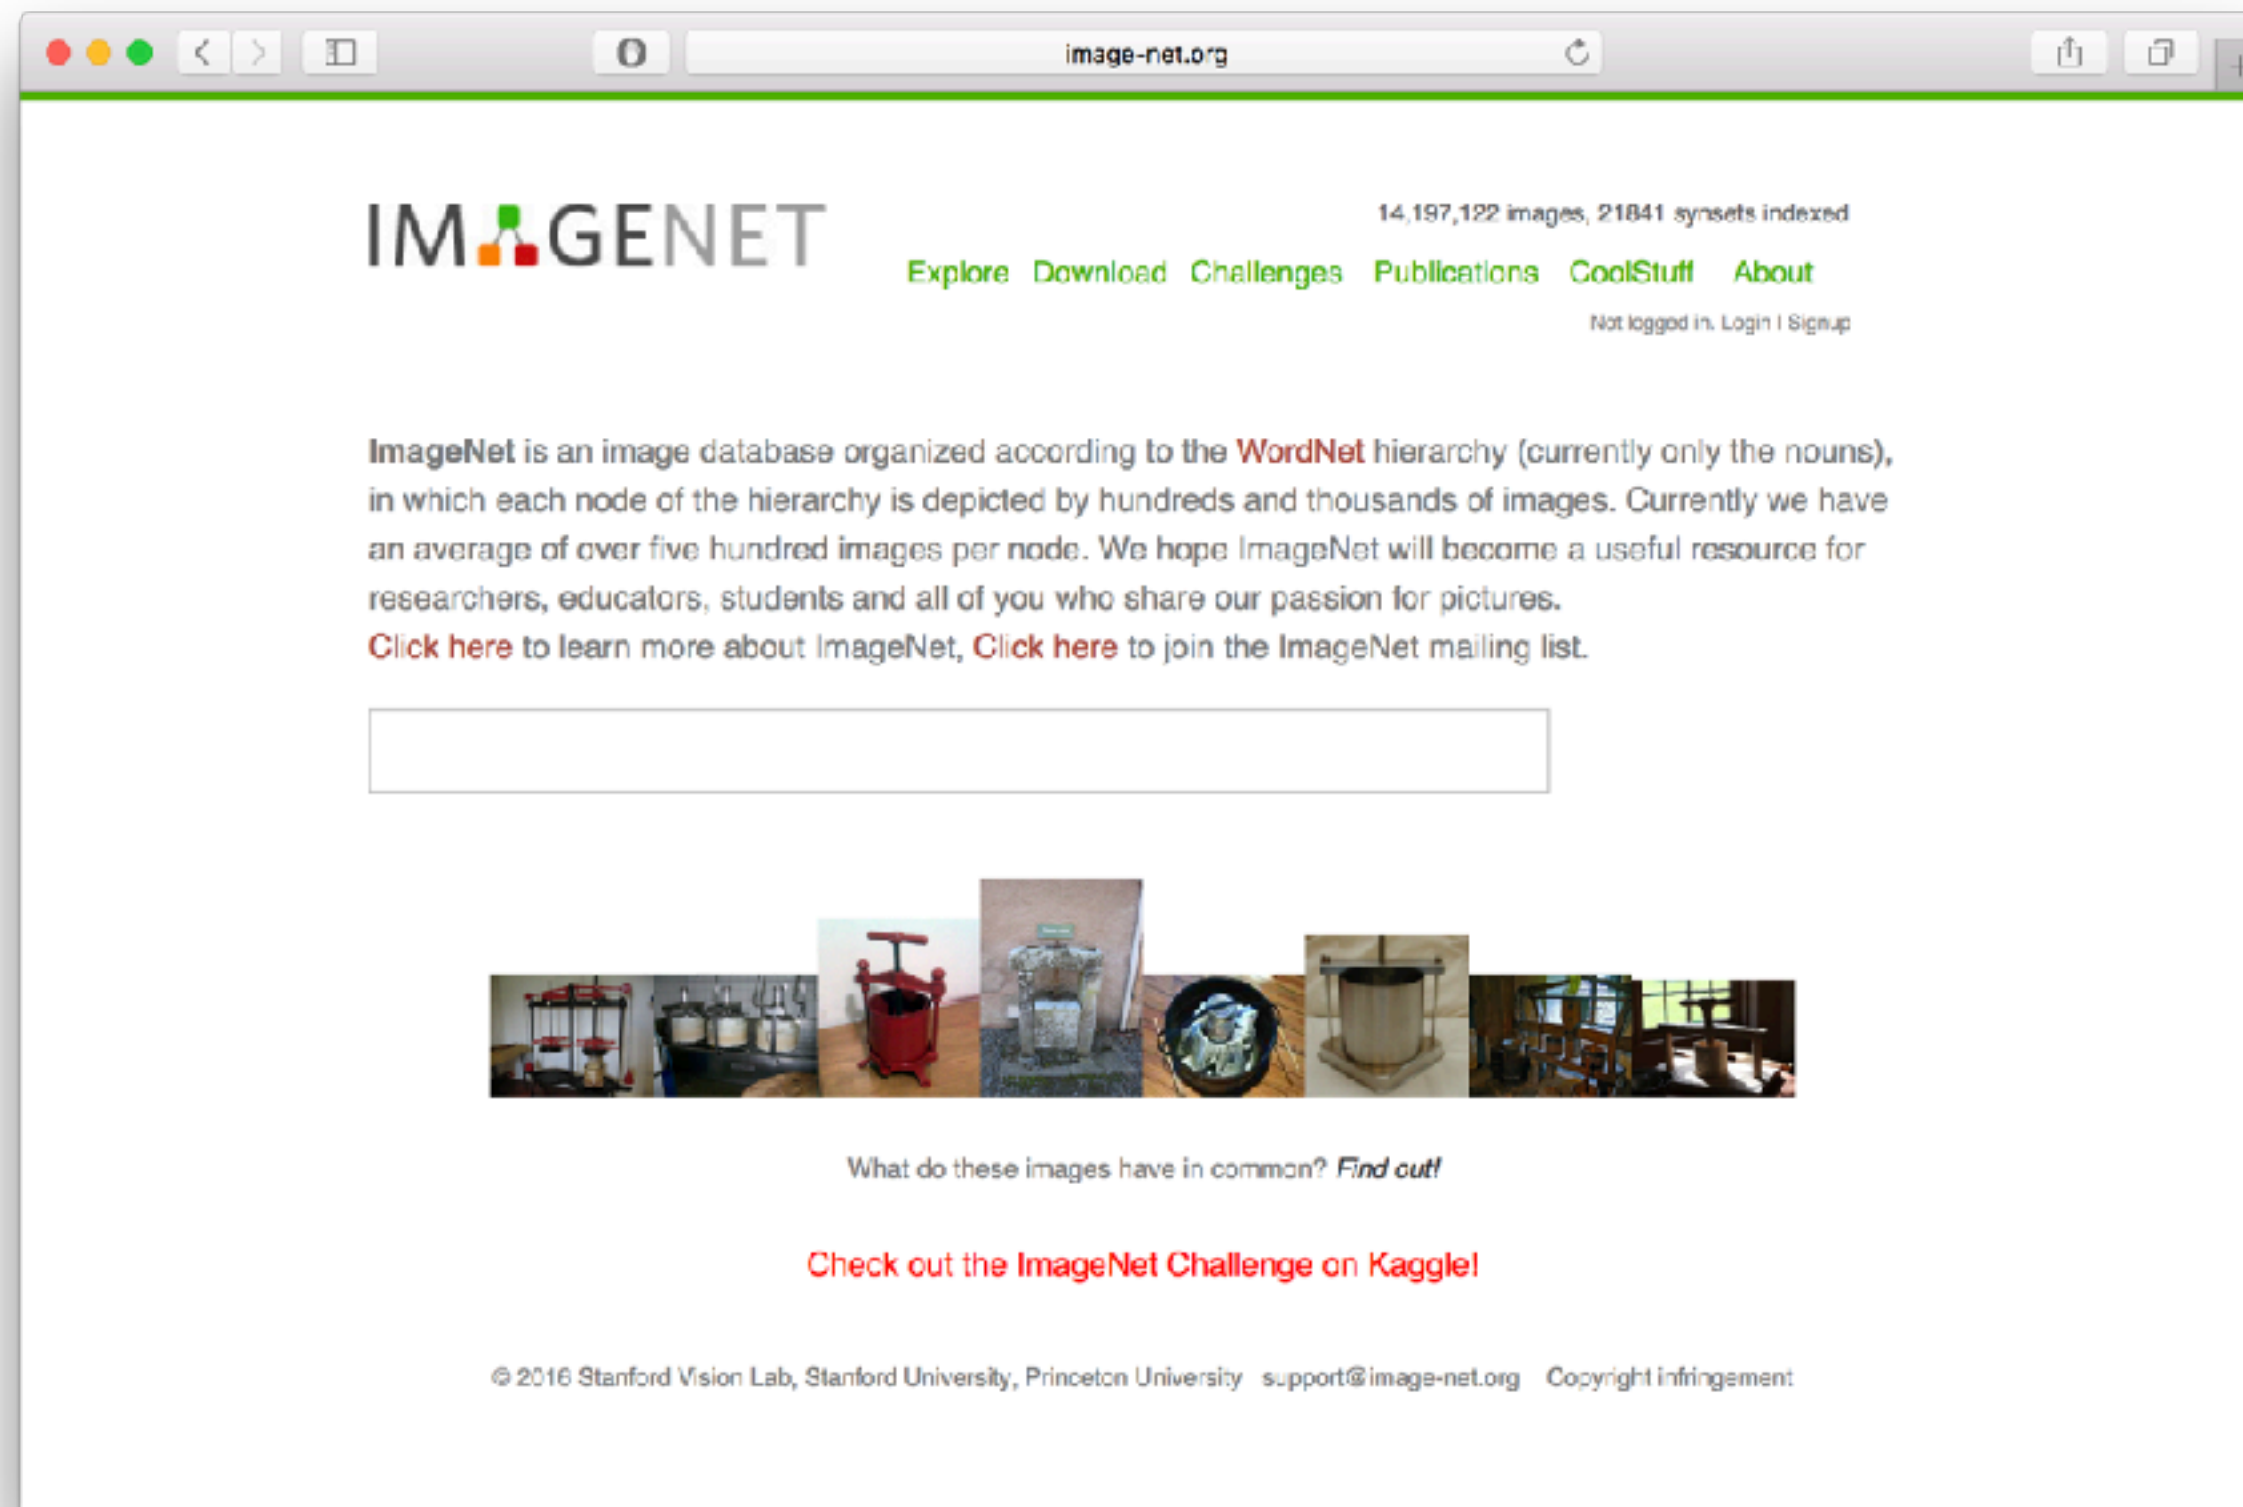 image-net.org
IMAGENET
14,197,122 images, 21841 synsets indexed
Explore Download Challenges Publications CoolStuff About
Not logged in. Login | Signup
ImageNet is an image database organized according to the WordNet hierarchy (currently only the nouns),
in which each node of the hierarchy is depicted by hundreds and thousands of images. Currently we have
an average of over five hundred images per node. We hope ImageNet will become a useful resource for
researchers, educators, students and all of you who share our passion for pictures.
Click here to learn more about ImageNet, Click here to join the ImageNet mailing list.
What do these images have in common? Find out!
Check out the ImageNet Challenge on Kaggle!
© 2016 Stanford Vision Lab, Stanford University, Princeton University support@image-net.org Copyright infringement